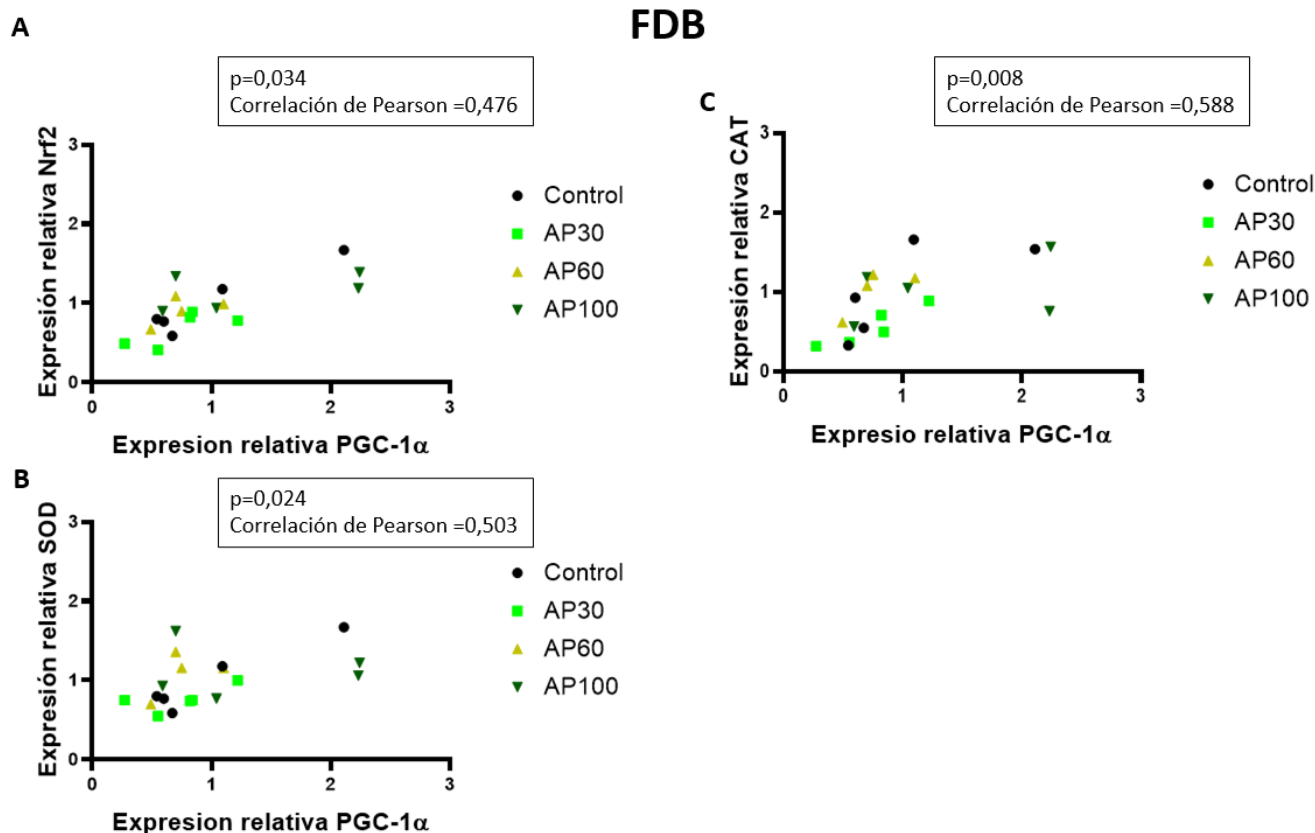 FDB
A
p=0,034
Correlación de Pearson =0,476
Expresión relativa Nrf2
3
2
1
0
0 1 2 3
Expresion relativa PGC-1α
Control
AP30
AP60
AP100
B
p=0,024
Correlación de Pearson =0,503
Expresión relativa SOD
3
2
1
0
0 1 2 3
Expresion relativa PGC-1α
Control
AP30
AP60
AP100
C
p=0,008
Correlación de Pearson =0,588
Expresión relativa CAT
3
2
1
0
0 1 2 3
Expresio relativa PGC-1α
Control
AP30
AP60
AP100